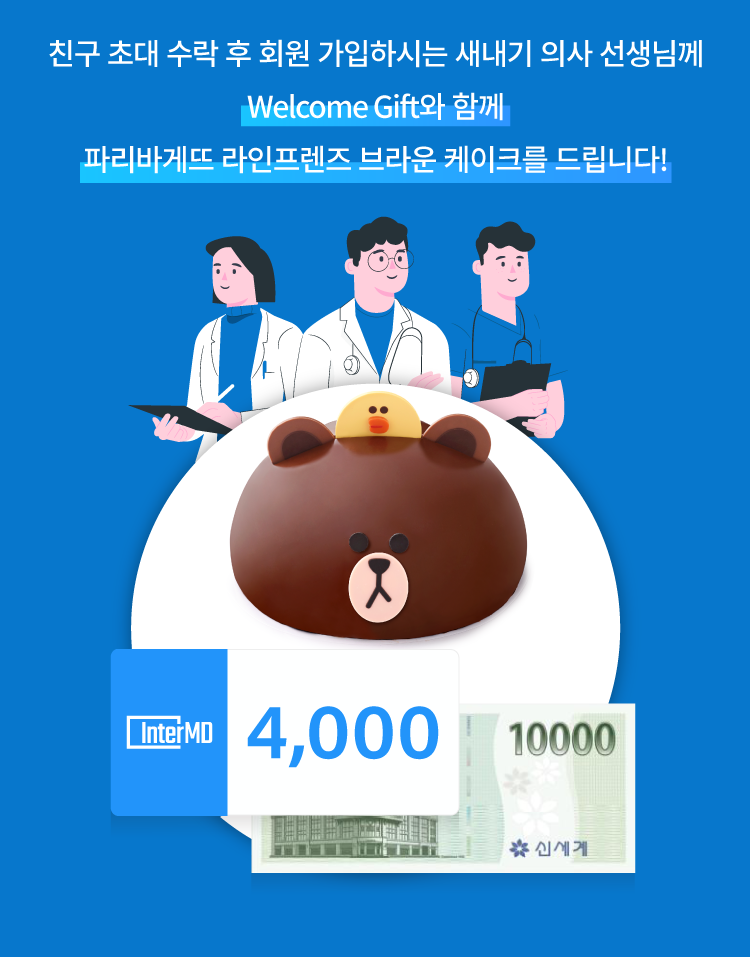 친구 초대 수락 후 회원 가입하시는 새내기 의사 선생님께
Welcome Gift와 함께
파리바게뜨 라인프렌즈 브라운 케이크를 드립니다!
InterMD
4,000
10000
신세계